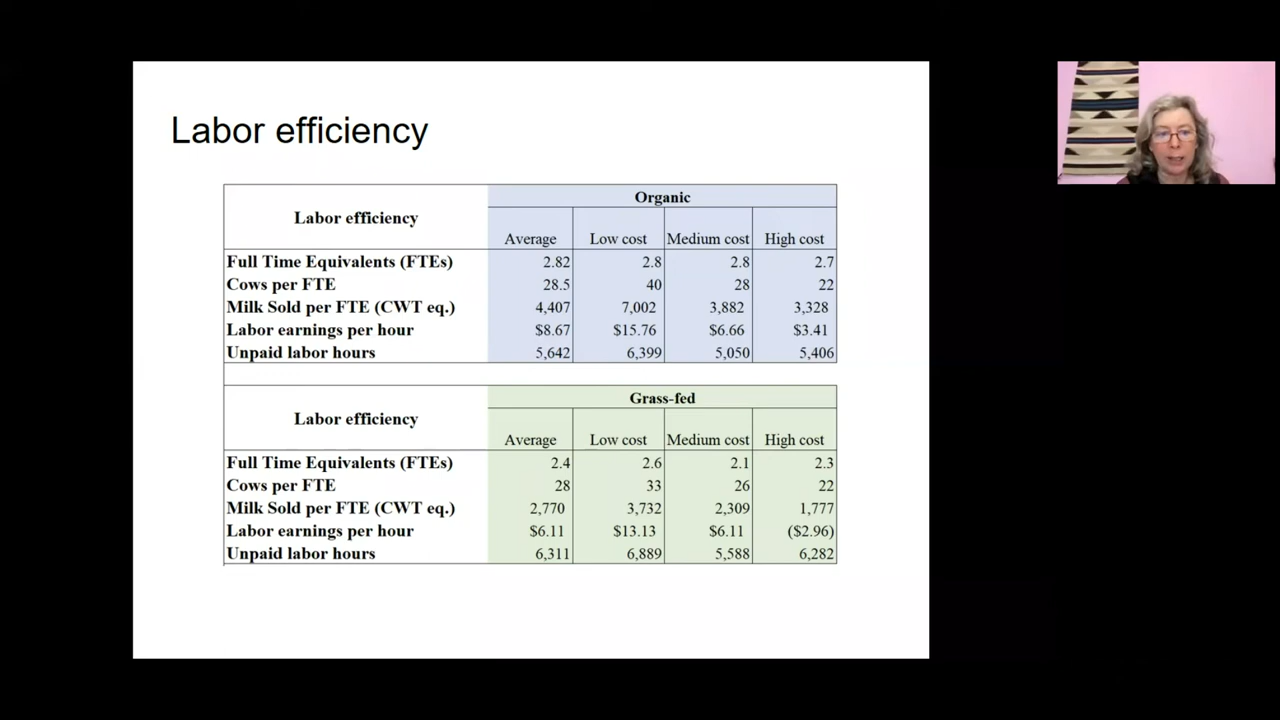 Labor efficiency
Labor efficiency
Organic
Average Low cost Medium cost High cost
Full Time Equivalents (FTEs) 2.82 2.8 2.8 2.7
Cows per FTE 28.5 40 28 22
Milk Sold per FTE (CWT eq.) 4,407 7,002 3,882 3,328
Labor earnings per hour $8.67 $15.76 $6.66 $3.41
Unpaid labor hours 5,642 6,399 5,050 5,406
Labor efficiency
Grass-fed
Average Low cost Medium cost High cost
Full Time Equivalents (FTEs) 2.4 2.6 2.1 2.3
Cows per FTE 28 33 26 22
Milk Sold per FTE (CWT eq.) 2,770 3,732 2,309 1,777
Labor earnings per hour $6.11 $13.13 $6.11 ($2.96)
Unpaid labor hours 6,311 6,889 5,588 6,282